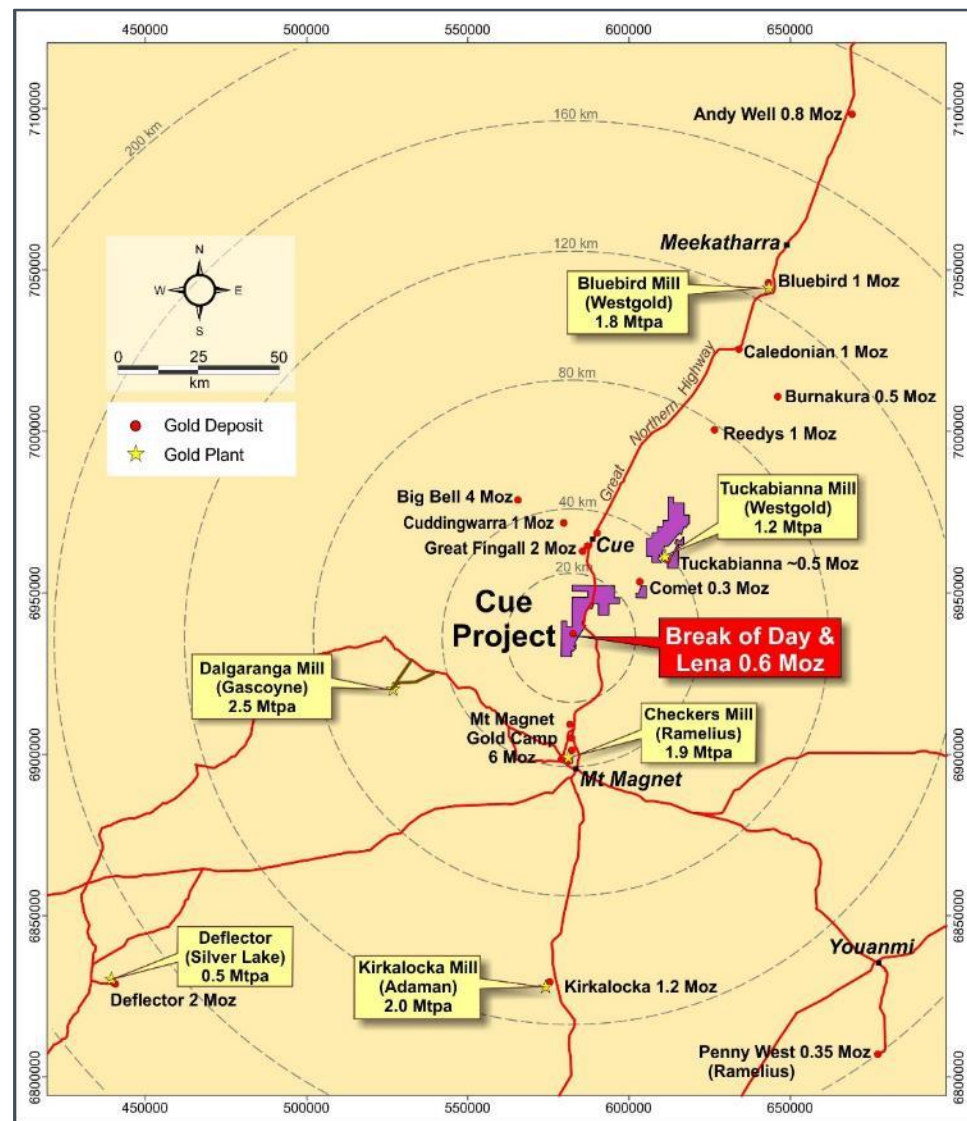 450000
500000
550000
600000
650000
7100000
7050000
7000000
6950000
6900000
6850000
6800000
7100000
7050000
7000000
6950000
6900000
6850000
6800000
200 km
160 km
120 km
80 km
40 km
20 km
N
W
E
S
0
25
50
km
Gold Deposit
Gold Plant
Andy Well 0.8 Moz
Meekatharra
Bluebird Mill
(Westgold)
1.8 Mtpa
Bluebird 1 Moz
Caledonian 1 Moz
Burnakura 0.5 Moz
Reedys 1 Moz
Great Northern Highway
Big Bell 4 Moz
Cuddingwarra 1 Moz
Great Fingall 2 Moz
Cue
Tuckabianna Mill
(Westgold)
1.2 Mtpa
Tuckabianna ~0.5 Moz
Comet 0.3 Moz
Cue
Project
Break of Day &
Lena 0.6 Moz
Dalgaranga Mill
(Gascoyne)
2.5 Mtpa
Mt Magnet
Gold Camp
6 Moz
Checkers Mill
(Ramelius)
1.9 Mtpa
Mt Magnet
Deflector
(Silver Lake)
0.5 Mtpa
Deflector 2 Moz
Kirkalocka Mill
(Adaman)
2.0 Mtpa
Kirkalocka 1.2 Moz
Youanmi
Penny West 0.35 Moz
(Ramelius)
450000
500000
550000
600000
650000